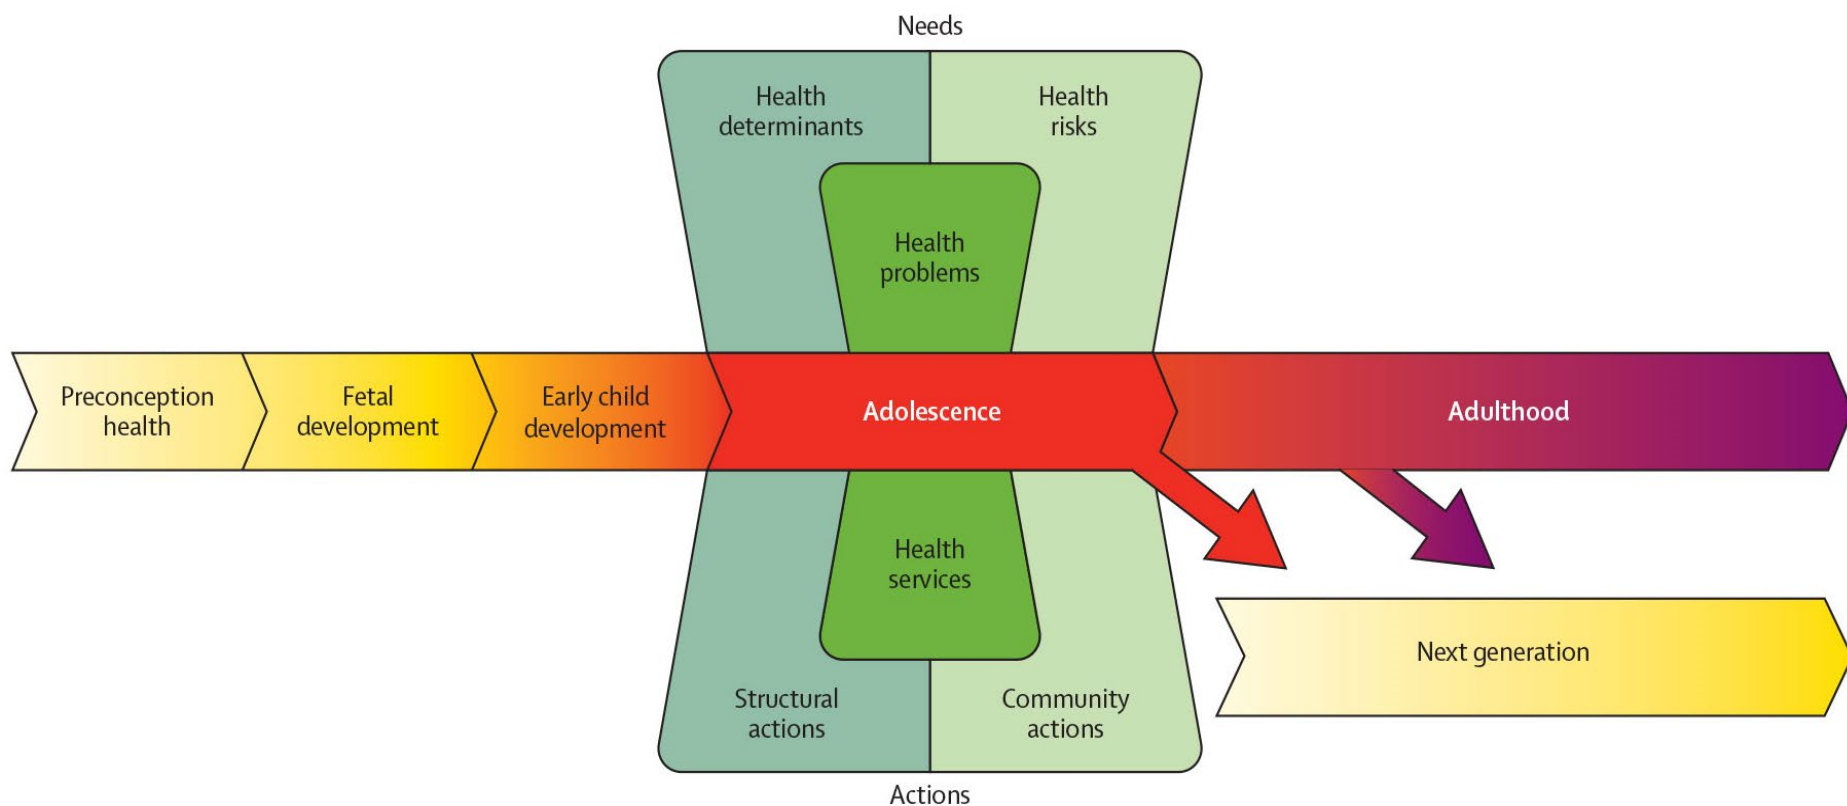 Needs
Health
determinants
Health
risks
Health
problems
Preconception
health
Fetal
development
Early child
development
Adolescence
Adulthood
Health
services
Next generation
Structural
actions
Community
actions
Actions